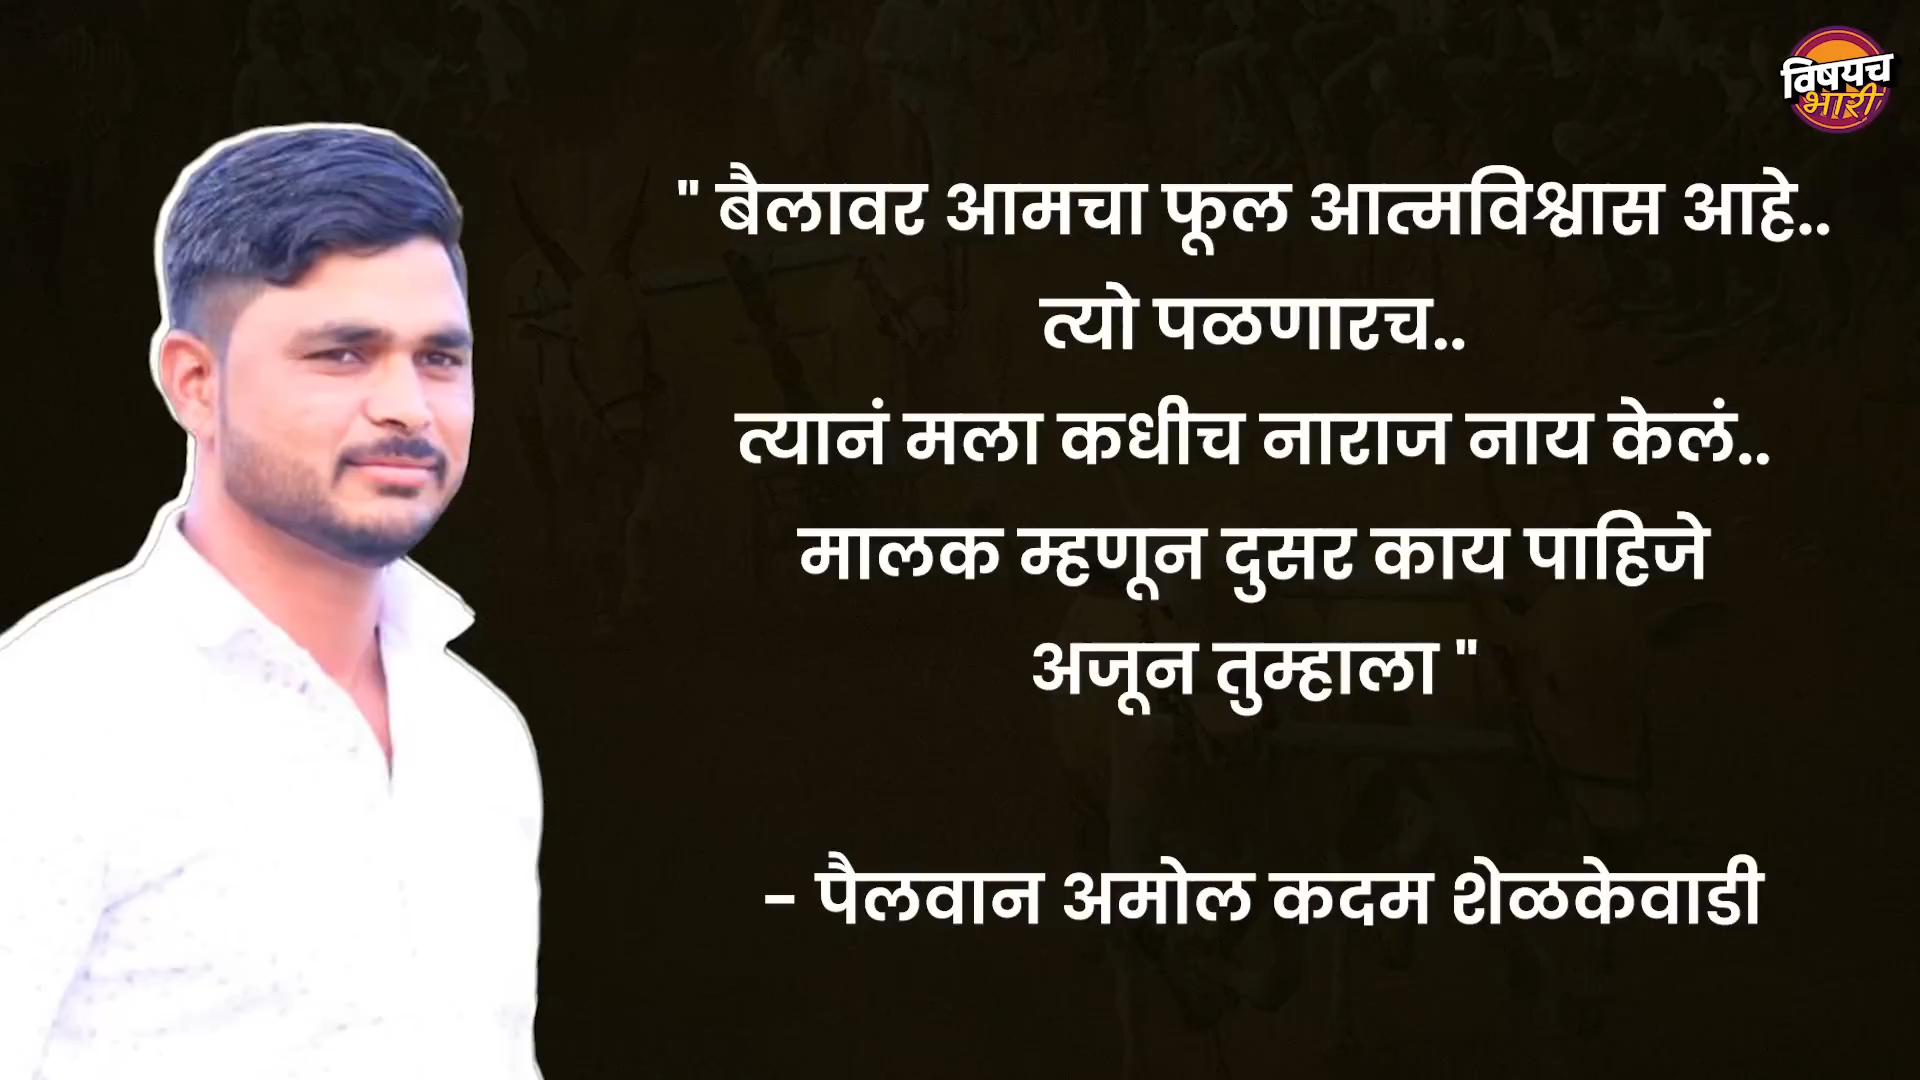 विषयच
भारी
" बैलावर आमचा फूल आत्मविश्वास आहे..
त्यो पळणारच..
त्यानं मला कधीच नाराज नाय केलं..
मालक म्हणून दुसर काय पाहिजे
अजून तुम्हाला "
- पैलवान अमोल कदम शेळकेवाडी